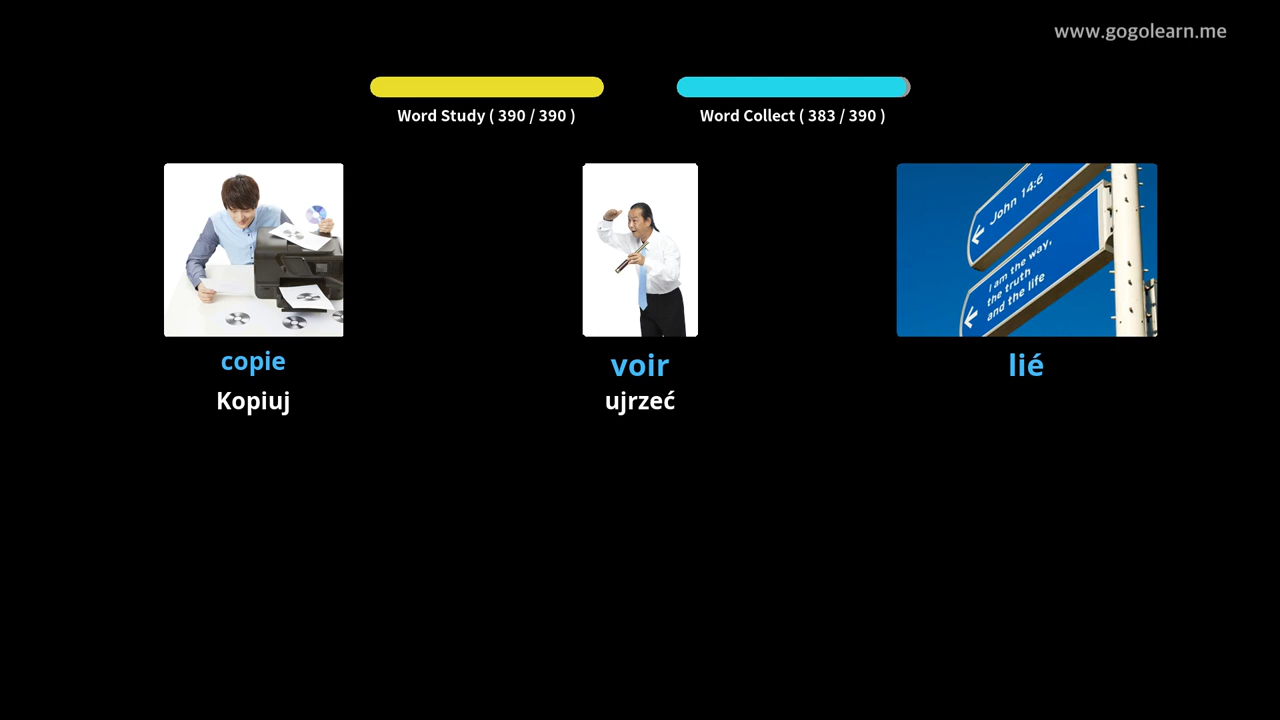 www.gogolearn.me
Word Study ( 390 / 390 )
Word Collect ( 383 / 390 )
John 14:6
I am the way,
the truth
and the life
copie
voir
lié
Kopiuj
ujrzeć